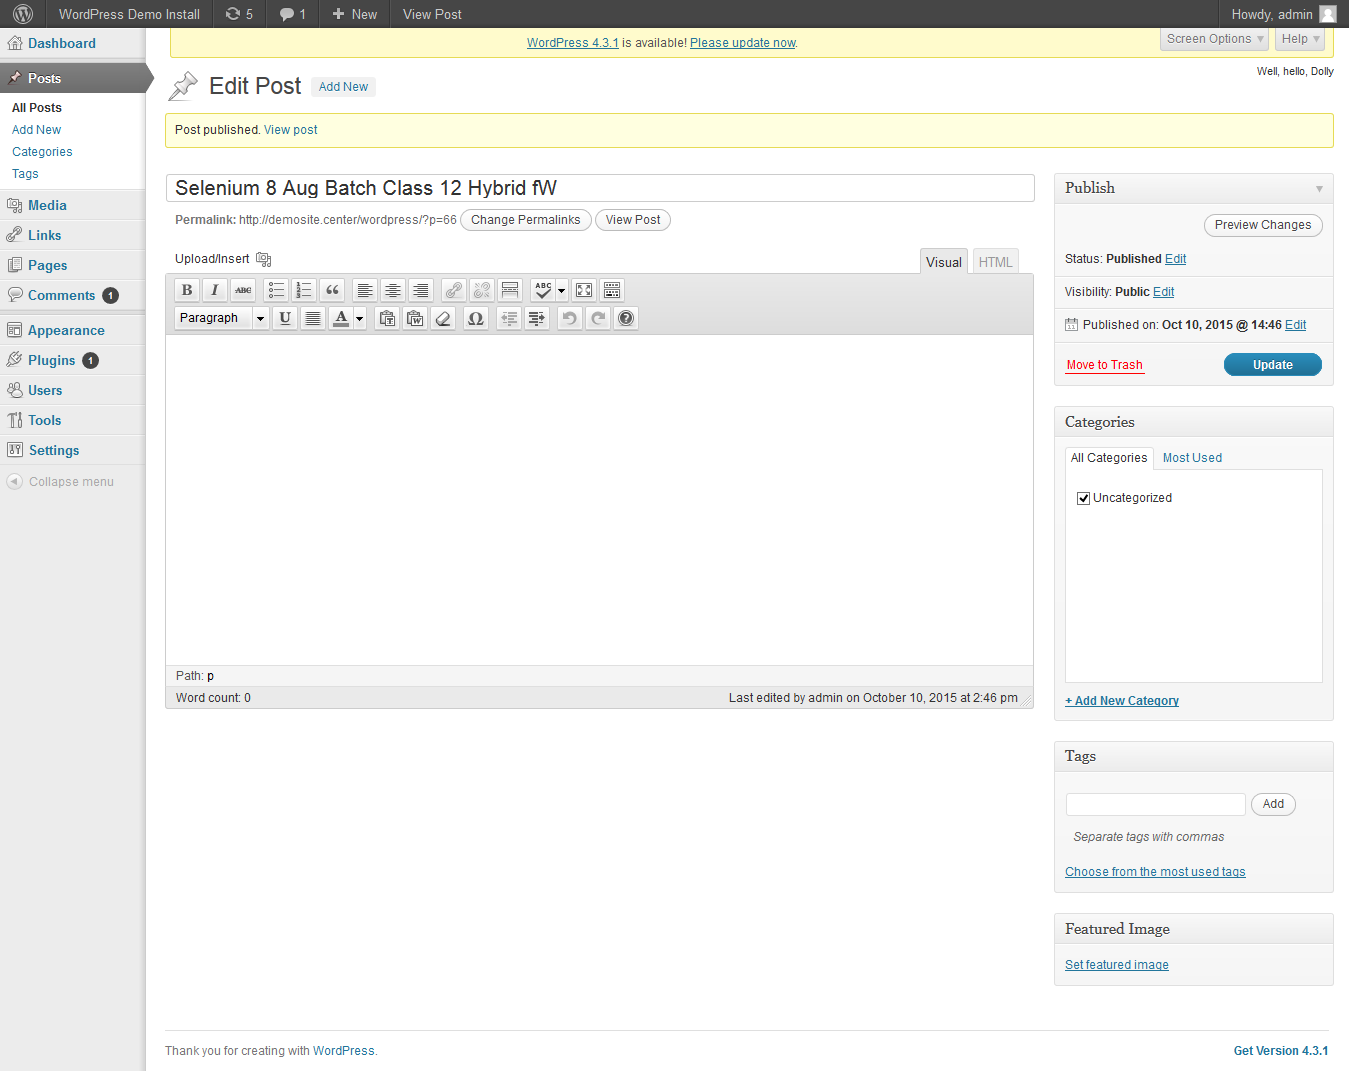 WordPress Demo Install 5 1 New View Post Howdy, admin
Dashboard
Posts
All Posts
Add New
Categories
Tags
Media
Links
Pages
Comments 1
Appearance
Plugins 1
Users
Tools
Settings
Collapse menu
WordPress 4.3.1 is available! Please update now.
Screen Options Help
Well, hello, Dolly
Edit Post Add New
Post published. View post
Selenium 8 Aug Batch Class 12 Hybrid fW
Permalink: http://demosite.center/wordpress/?p=66 Change Permalinks View Post
Upload/Insert
Visual HTML
B I ABC ABC
Paragraph U A Ω
Path: p
Word count: 0 Last edited by admin on October 10, 2015 at 2:46 pm
Publish
Preview Changes
Status: Published Edit
Visibility: Public Edit
Published on: Oct 10, 2015 @ 14:46 Edit
Move to Trash Update
Categories
All Categories Most Used
Uncategorized
+ Add New Category
Tags
Add
Separate tags with commas
Choose from the most used tags
Featured Image
Set featured image
Thank you for creating with WordPress.
Get Version 4.3.1